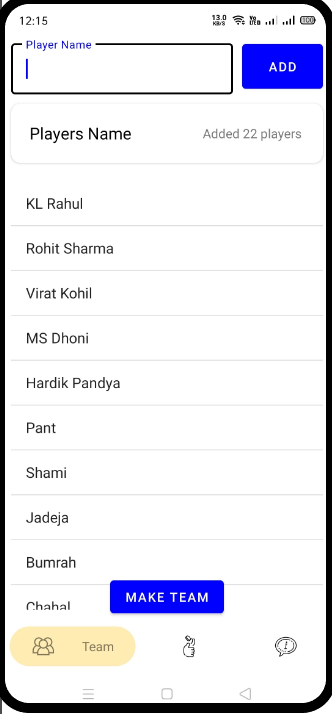 12:15
13.0 KB/S
100
Player Name
ADD
Players Name
Added 22 players
KL Rahul
Rohit Sharma
Virat Kohil
MS Dhoni
Hardik Pandya
Pant
Shami
Jadeja
Bumrah
Chahal
MAKE TEAM
Team